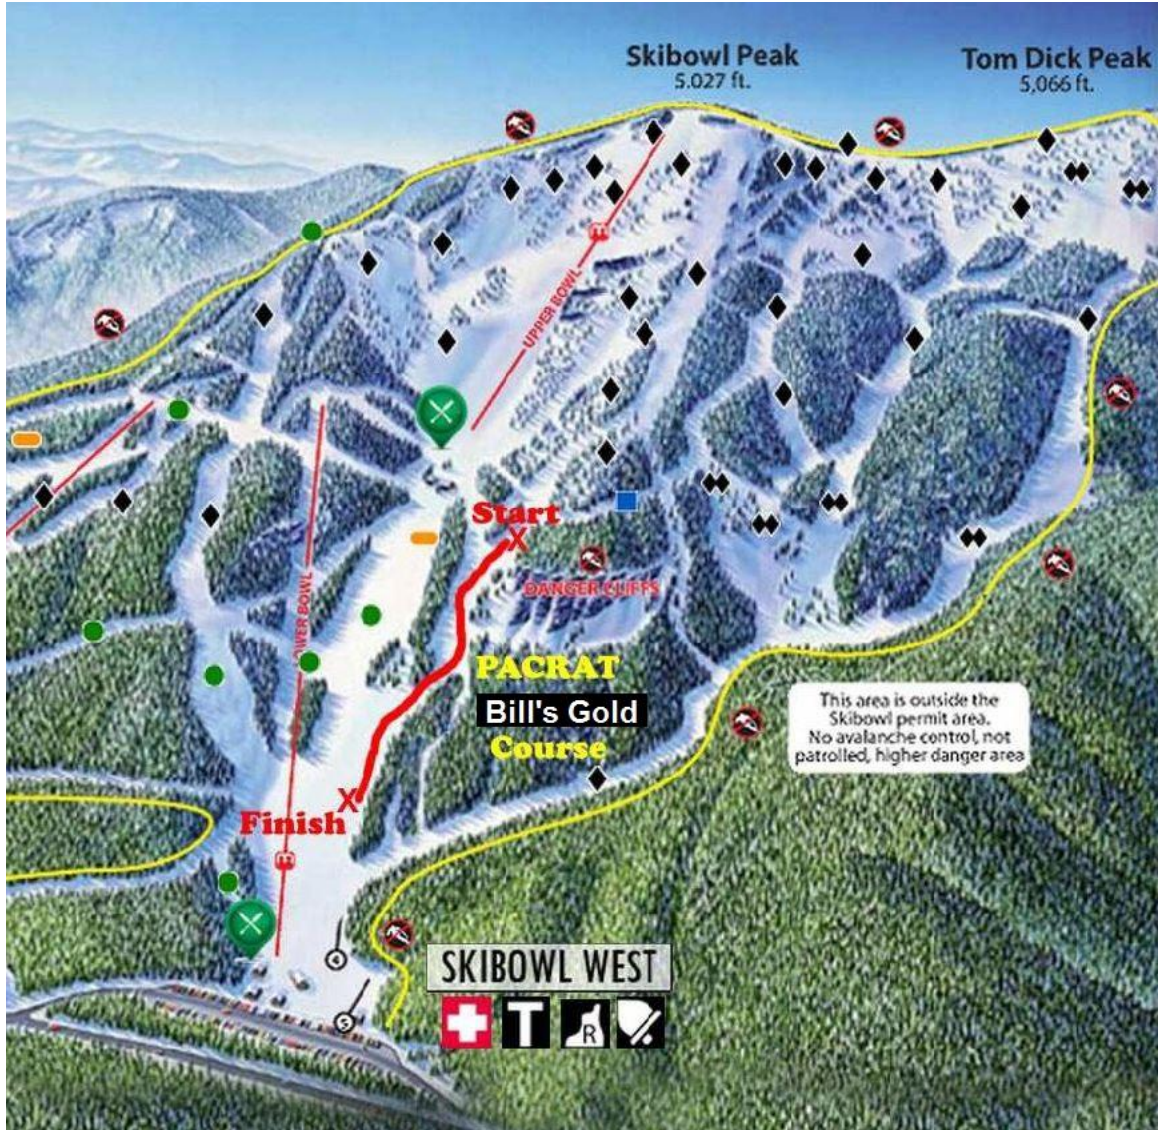 Skibowl Peak
5.027 ft.
Tom Dick Peak
5,066 ft.
UPPER BOWL
Start
DANGER CLIFFS
LOWER BOWL
PACRAT
Bill's Gold
Course
This area is outside the
Skibowl permit area.
No avalanche control, not
patrolled, higher danger area
X
X
Finish
4
SKIBOWL WEST
5
T
R